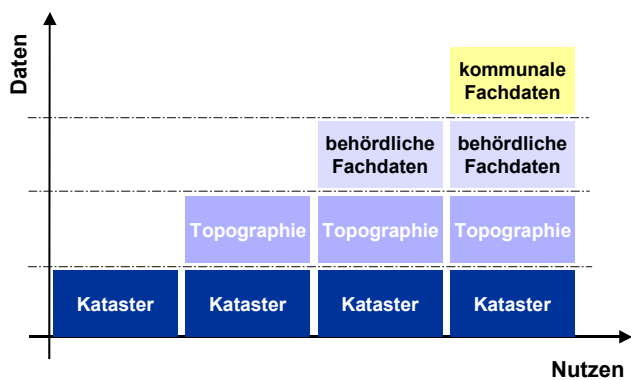 Daten
kommunale
Fachdaten
behördliche behördliche
Fachdaten Fachdaten
Topographie Topographie Topographie
Kataster Kataster Kataster Kataster
Nutzen